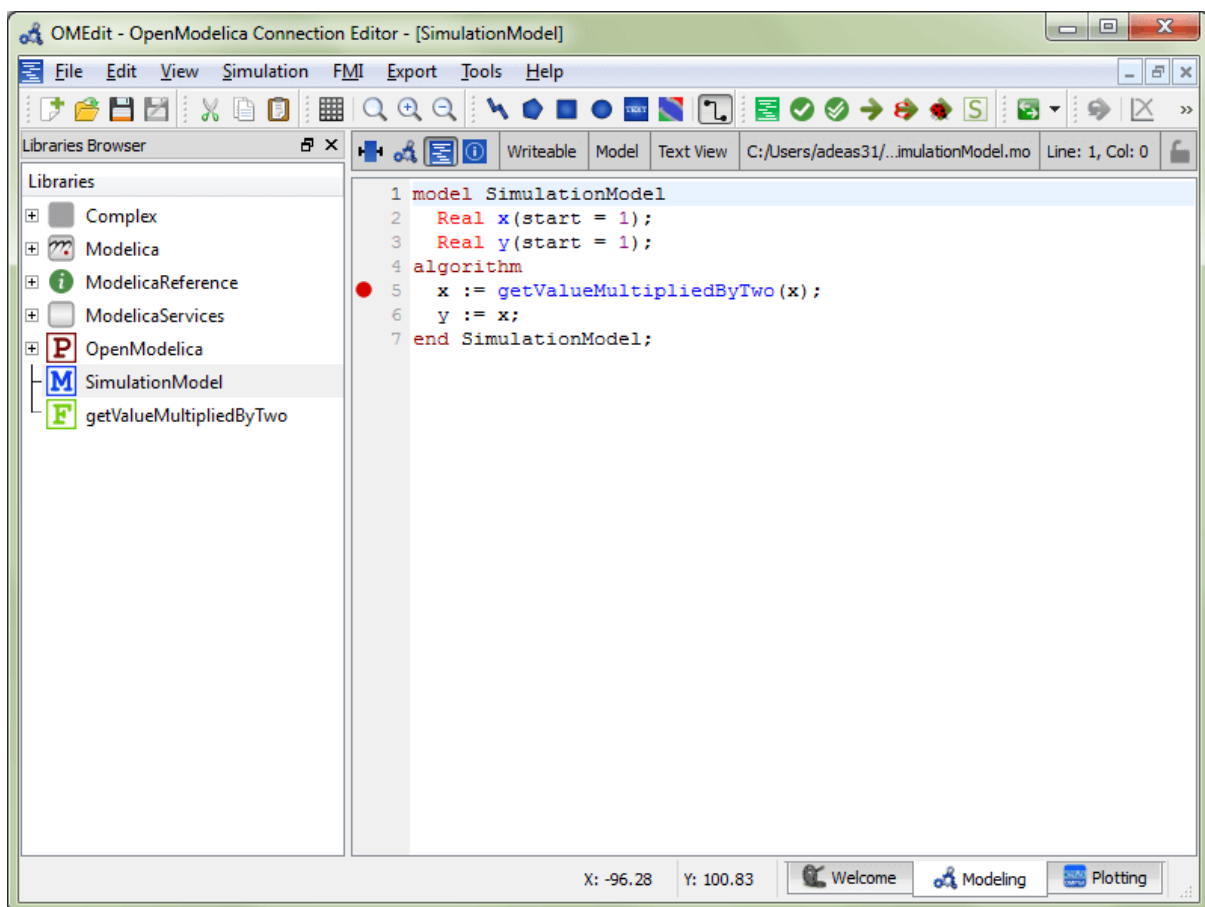 OMEdit - OpenModelica Connection Editor - [SimulationModel]
File Edit View Simulation FMI Export Tools Help
TEXT S »
Libraries Browser
Writeable Model Text View C:/Users/adeas31/...imulationModel.mo Line: 1, Col: 0
Libraries
Complex
Modelica
ModelicaReference
ModelicaServices
P OpenModelica
M SimulationModel
F getValueMultipliedByTwo
1 model SimulationModel
2 Real x(start = 1);
3 Real y(start = 1);
4 algorithm
5 x := getValueMultipliedByTwo(x);
6 y := x;
7 end SimulationModel;
X: -96.28 Y: 100.83 Welcome Modeling Plotting